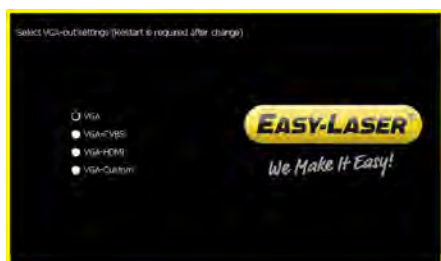 Select VGA-out settings (Restart is required after change)
VGA
VGA-CVBS
VGA-HDMI
VGA-Custom
EASY-LASER®
We Make It Easy!